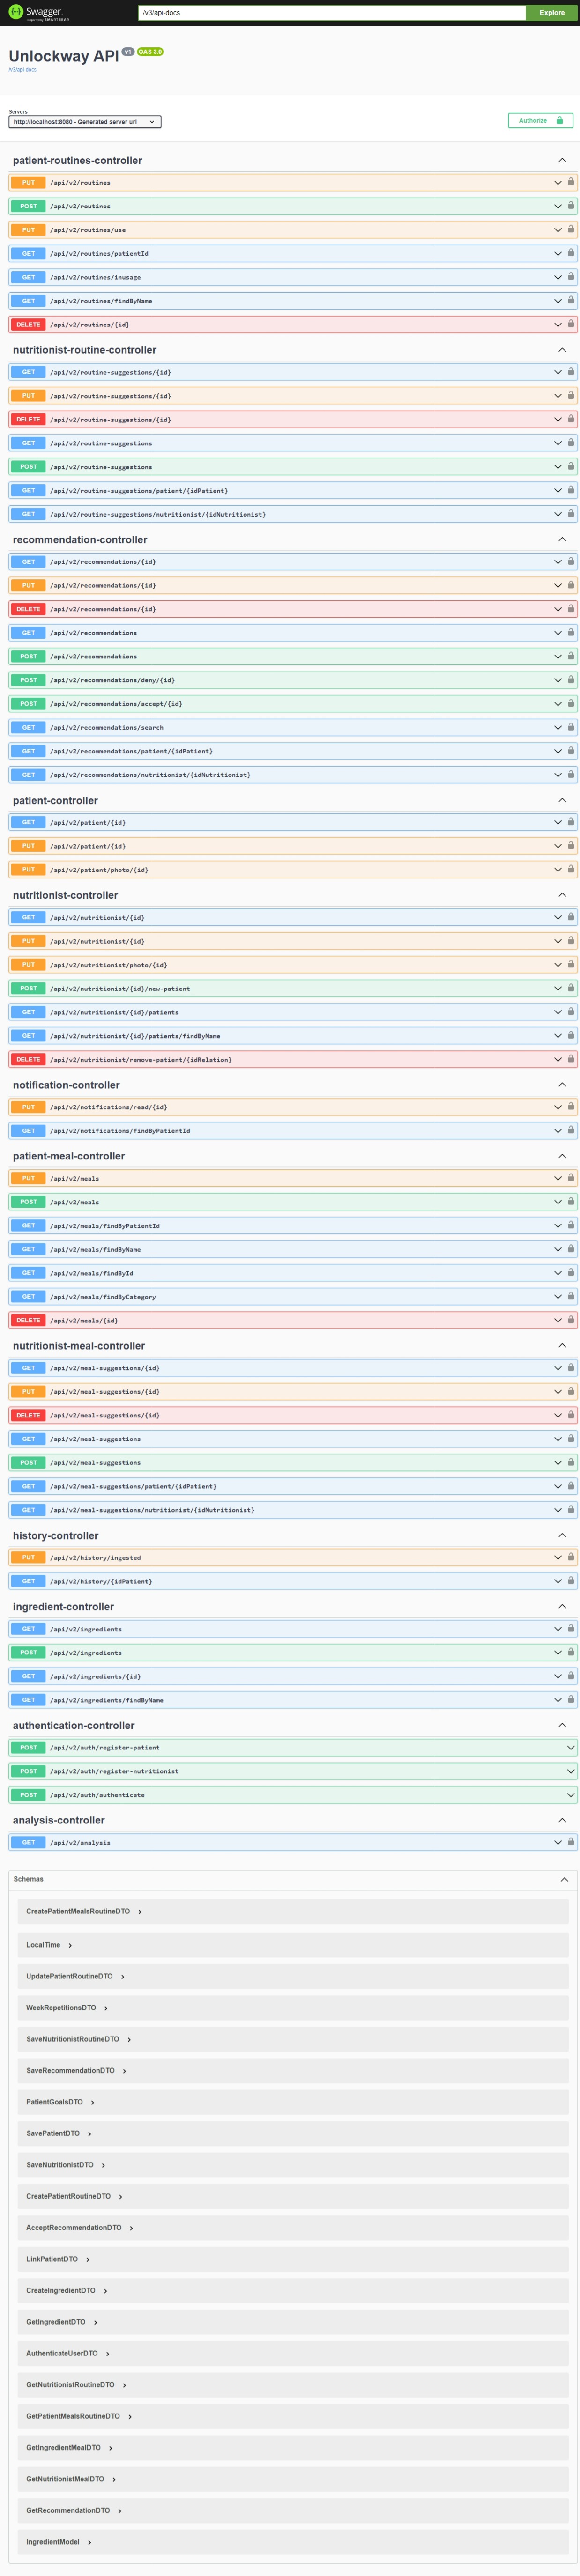 Swagger
Supported by SMARTBEAR
/v3/api-docs
Explore
Unlockway API v1 OAS 3.0
/v3/api-docs
Servers
http://localhost:8080 - Generated server url
Authorize
patient-routines-controller
PUT /api/v2/routines
POST /api/v2/routines
PUT /api/v2/routines/use
GET /api/v2/routines/patientId
GET /api/v2/routines/inusage
GET /api/v2/routines/findByName
DELETE /api/v2/routines/{id}
nutritionist-routine-controller
GET /api/v2/routine-suggestions/{id}
PUT /api/v2/routine-suggestions/{id}
DELETE /api/v2/routine-suggestions/{id}
GET /api/v2/routine-suggestions
POST /api/v2/routine-suggestions
GET /api/v2/routine-suggestions/patient/{idPatient}
GET /api/v2/routine-suggestions/nutritionist/{idNutritionist}
recommendation-controller
GET /api/v2/recommendations/{id}
PUT /api/v2/recommendations/{id}
DELETE /api/v2/recommendations/{id}
GET /api/v2/recommendations
POST /api/v2/recommendations
POST /api/v2/recommendations/deny/{id}
POST /api/v2/recommendations/accept/{id}
GET /api/v2/recommendations/search
GET /api/v2/recommendations/patient/{idPatient}
GET /api/v2/recommendations/nutritionist/{idNutritionist}
patient-controller
GET /api/v2/patient/{id}
PUT /api/v2/patient/{id}
PUT /api/v2/patient/photo/{id}
nutritionist-controller
GET /api/v2/nutritionist/{id}
PUT /api/v2/nutritionist/{id}
PUT /api/v2/nutritionist/photo/{id}
POST /api/v2/nutritionist/{id}/new-patient
GET /api/v2/nutritionist/{id}/patients
GET /api/v2/nutritionist/{id}/patients/findByName
DELETE /api/v2/nutritionist/remove-patient/{idRelation}
notification-controller
PUT /api/v2/notifications/read/{id}
GET /api/v2/notifications/findByPatientId
patient-meal-controller
PUT /api/v2/meals
POST /api/v2/meals
GET /api/v2/meals/findByPatientId
GET /api/v2/meals/findByName
GET /api/v2/meals/findById
GET /api/v2/meals/findByCategory
DELETE /api/v2/meals/{id}
nutritionist-meal-controller
GET /api/v2/meal-suggestions/{id}
PUT /api/v2/meal-suggestions/{id}
DELETE /api/v2/meal-suggestions/{id}
GET /api/v2/meal-suggestions
POST /api/v2/meal-suggestions
GET /api/v2/meal-suggestions/patient/{idPatient}
GET /api/v2/meal-suggestions/nutritionist/{idNutritionist}
history-controller
PUT /api/v2/history/ingested
GET /api/v2/history/{idPatient}
ingredient-controller
GET /api/v2/ingredients
POST /api/v2/ingredients
GET /api/v2/ingredients/{id}
GET /api/v2/ingredients/findByName
authentication-controller
POST /api/v2/auth/register-patient
POST /api/v2/auth/register-nutritionist
POST /api/v2/auth/authenticate
analysis-controller
GET /api/v2/analysis
Schemas
CreatePatientMealsRoutineDTO
LocalTime
UpdatePatientRoutineDTO
WeekRepetitionsDTO
SaveNutritionistRoutineDTO
SaveRecommendationDTO
PatientGoalsDTO
SavePatientDTO
SaveNutritionistDTO
CreatePatientRoutineDTO
AcceptRecommendationDTO
LinkPatientDTO
CreateIngredientDTO
GetIngredientDTO
AuthenticateUserDTO
GetNutritionistRoutineDTO
GetPatientMealsRoutineDTO
GetIngredientMealDTO
GetNutritionistMealDTO
GetRecommendationDTO
IngredientModel